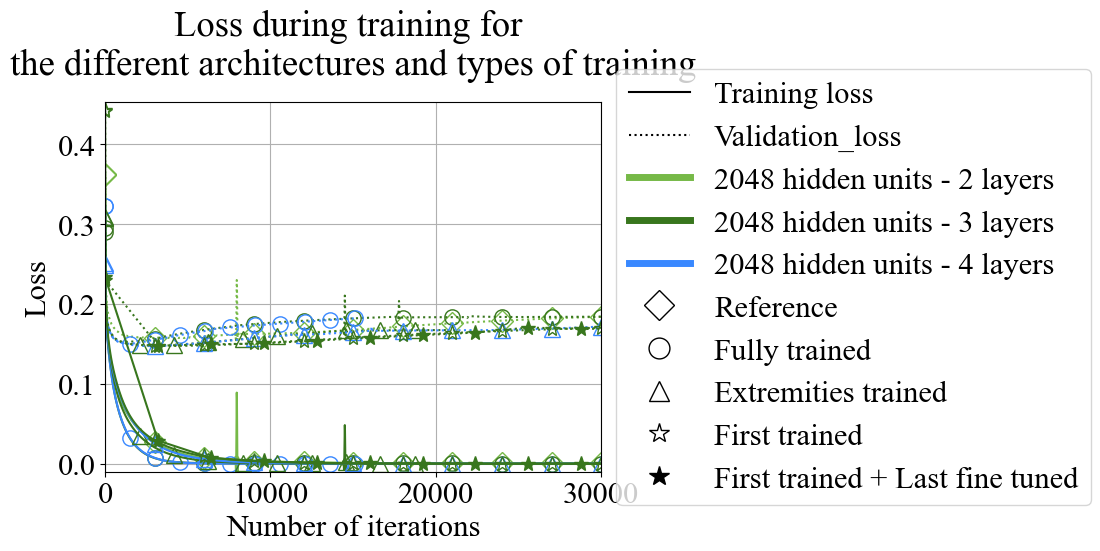 Loss during training for
the different architectures and types of training
Loss
0.4
0.3
0.2
0.1
0.0
0
10000
20000
30000
Number of iterations
Training loss
Validation_loss
2048 hidden units - 2 layers
2048 hidden units - 3 layers
2048 hidden units - 4 layers
Reference
Fully trained
Extremities trained
First trained
First trained + Last fine tuned